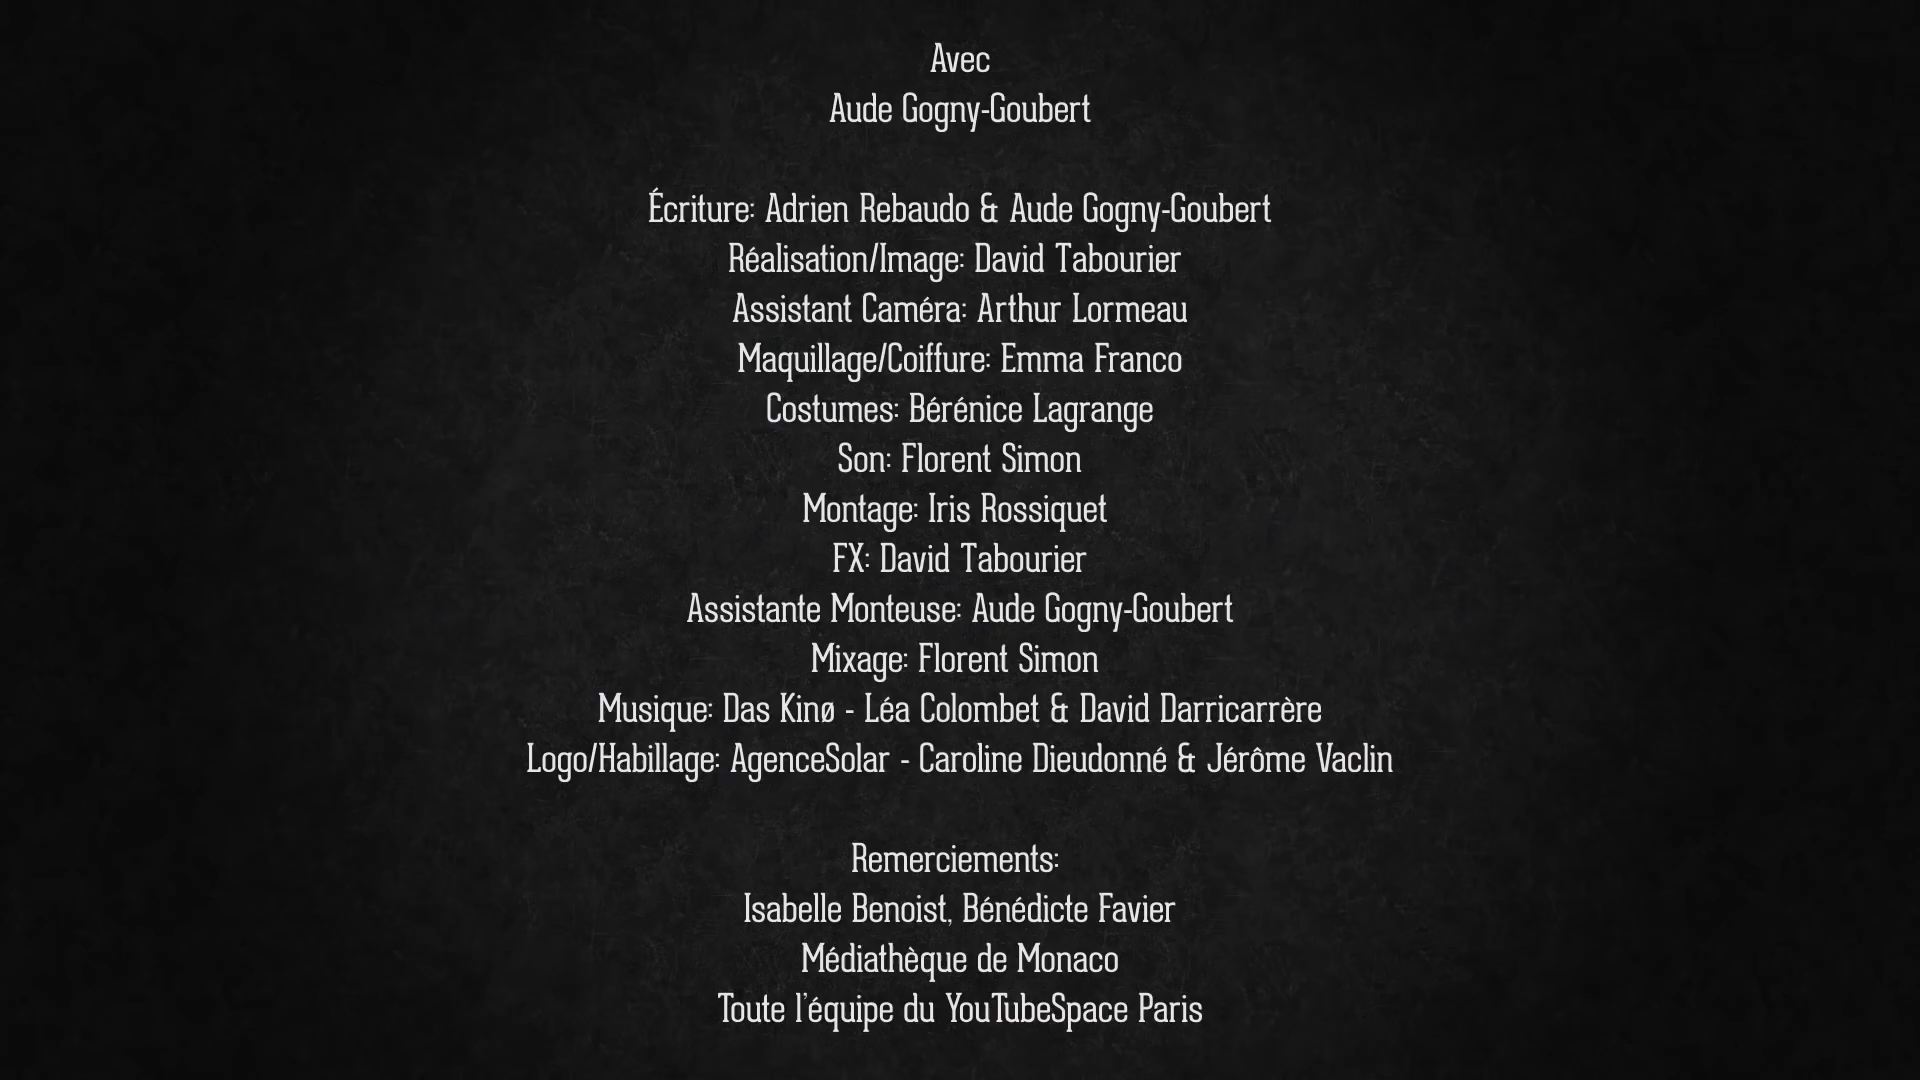 Avec
Aude Gogny-Goubert
Écriture: Adrien Rebaudo & Aude Gogny-Goubert
Réalisation/Image: David Tabourier
Assistant Caméra: Arthur Lormeau
Maquillage/Coiffure: Emma Franco
Costumes: Bérénice Lagrange
Son: Florent Simon
Montage: Iris Rossiquet
FX: David Tabourier
Assistante Monteuse: Aude Gogny-Goubert
Mixage: Florent Simon
Musique: Das Kinø - Léa Colombet & David Darricarrère
Logo/Habillage: AgenceSolar - Caroline Dieudonné & Jérôme Vaclin
Remerciements:
Isabelle Benoist, Bénédicte Favier
Médiathèque de Monaco
Toute l'équipe du YouTubeSpace Paris